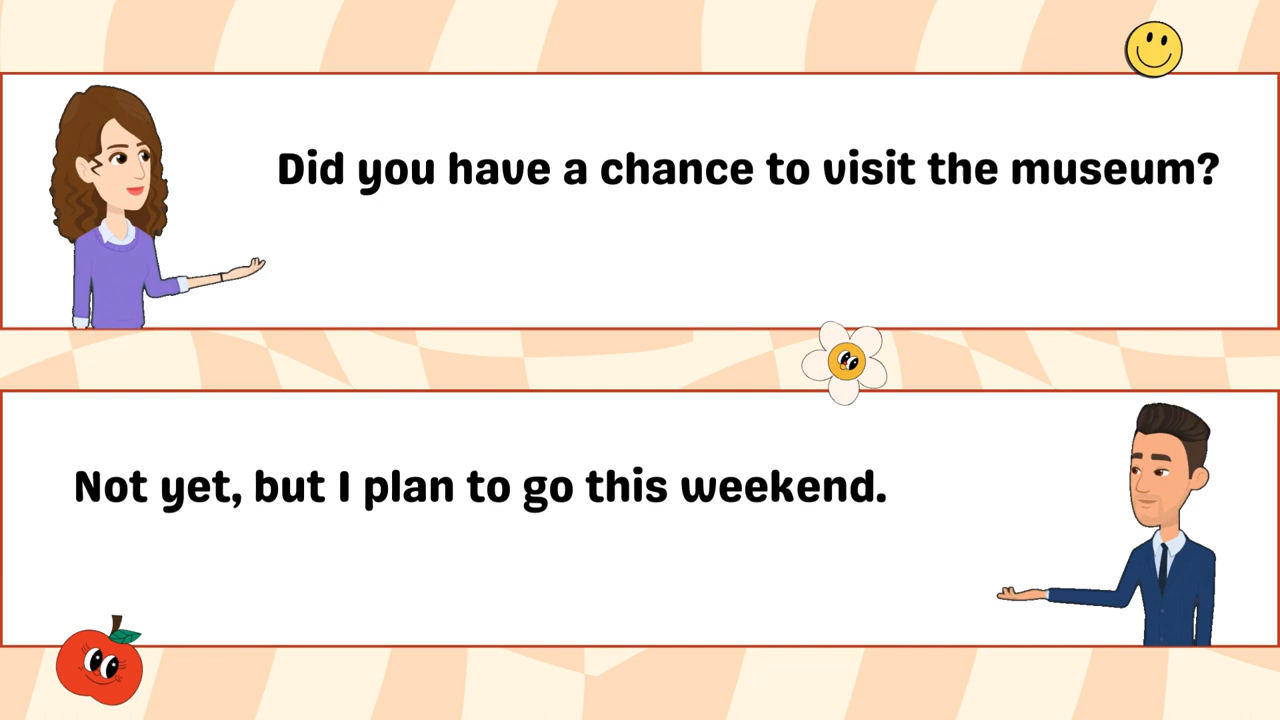 Did you have a chance to visit the museum?
Not yet, but I plan to go this weekend.